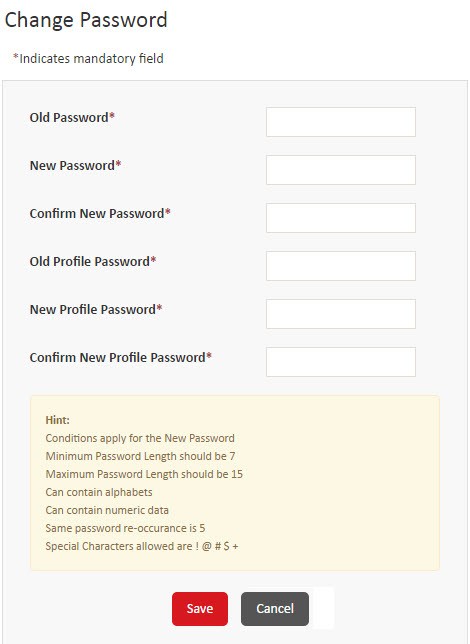 Change Password
*Indicates mandatory field
Old Password*
New Password*
Confirm New Password*
Old Profile Password*
New Profile Password*
Confirm New Profile Password*
Hint:
Conditions apply for the New Password
Minimum Password Length should be 7
Maximum Password Length should be 15
Can contain alphabets
Can contain numeric data
Same password re-occurance is 5
Special Characters allowed are ! @ # $ +
Save Cancel